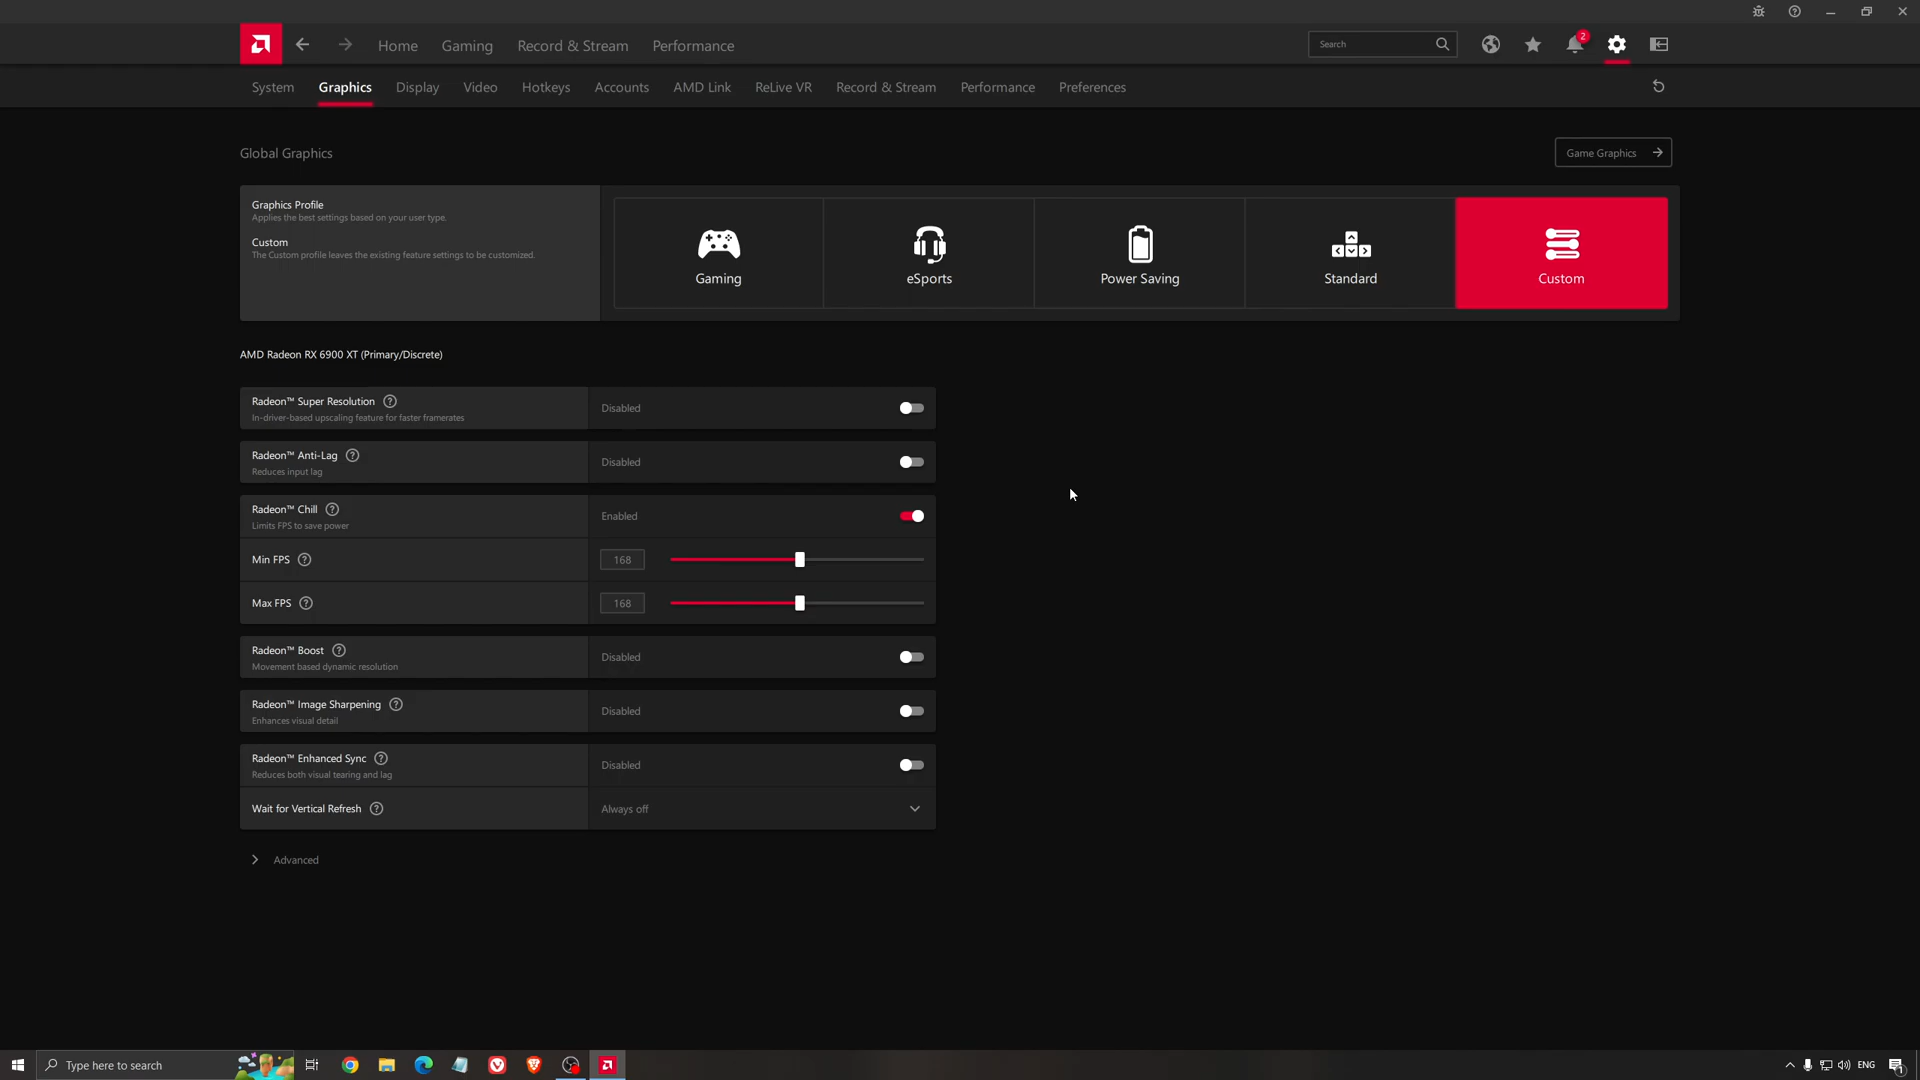 Home Gaming Record & Stream Performance Search 2
System Graphics Display Video Hotkeys Accounts AMD Link ReLive VR Record & Stream Performance Preferences
Global Graphics
Game Graphics
Graphics Profile
Applies the best settings based on your user type.
Custom
The Custom profile leaves the existing feature settings to be customized.
Gaming eSports Power Saving Standard Custom
AMD Radeon RX 6900 XT (Primary/Discrete)
Radeon™ Super Resolution
In-driver-based upscaling feature for faster framerates
Disabled
Radeon™ Anti-Lag
Reduces input lag
Disabled
Radeon™ Chill
Limits FPS to save power
Enabled
Min FPS 168
Max FPS 168
Radeon™ Boost
Movement based dynamic resolution
Disabled
Radeon™ Image Sharpening
Enhances visual detail
Disabled
Radeon™ Enhanced Sync
Reduces both visual tearing and lag
Disabled
Wait for Vertical Refresh Always off
Advanced
Type here to search ENG 1